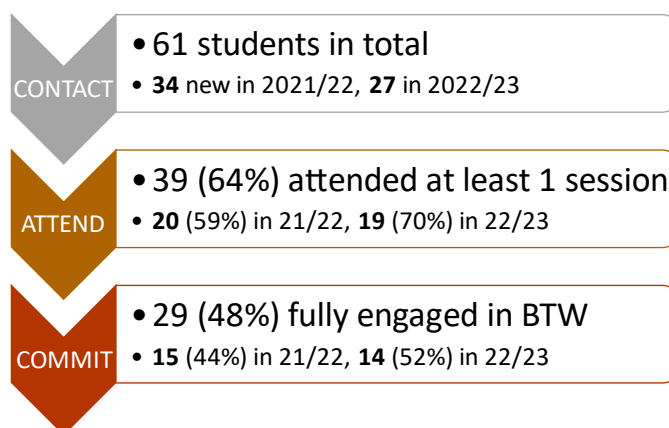 CONTACT
• 61 students in total
• 34 new in 2021/22, 27 in 2022/23
ATTEND
• 39 (64%) attended at least 1 session
• 20 (59%) in 21/22, 19 (70%) in 22/23
COMMIT
• 29 (48%) fully engaged in BTW
• 15 (44%) in 21/22, 14 (52%) in 22/23